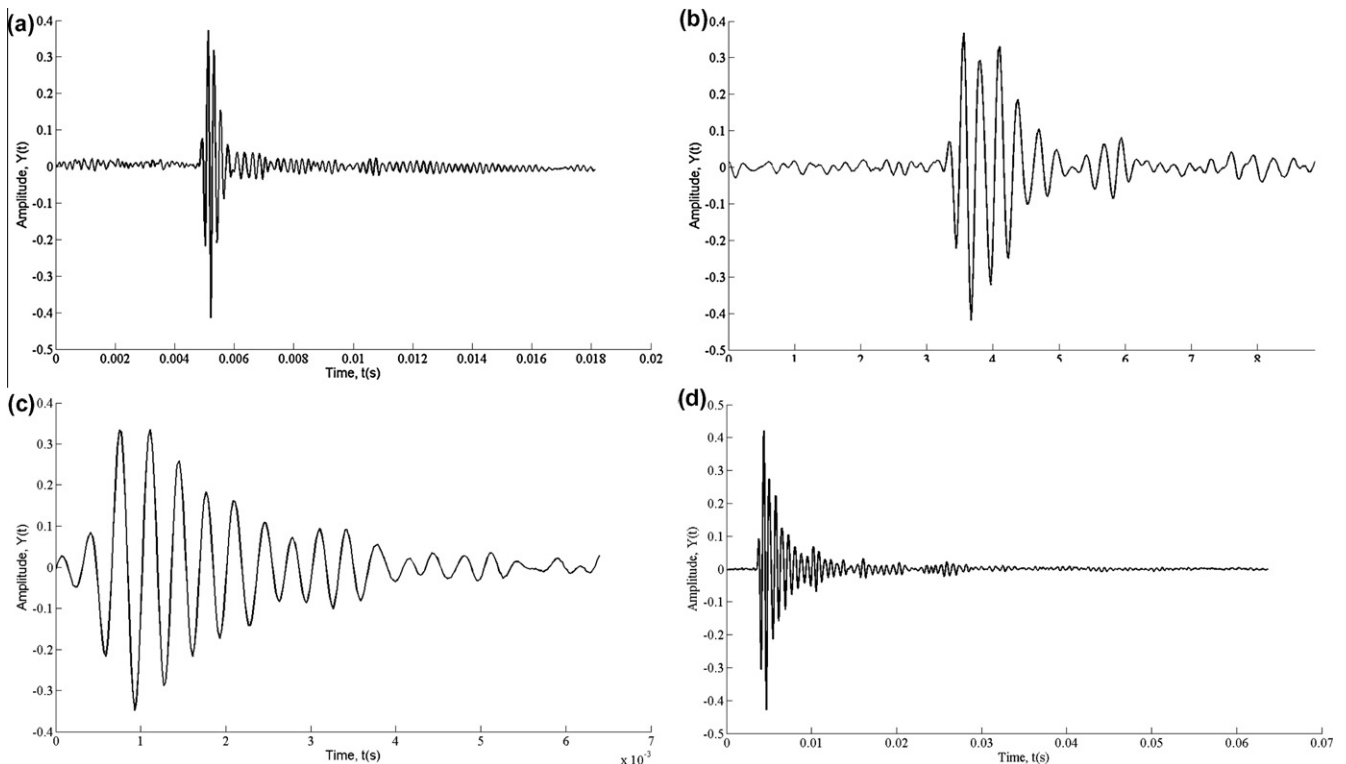 (a)
0.4
0.3
0.2
0.1
0
-0.1
-0.2
-0.3
-0.4
-0.5
Amplitude, Y(t)
0 0.002 0.004 0.006 0.008 0.01 0.012 0.014 0.016 0.018 0.02
Time, t(s)
(b)
0.4
0.3
0.2
0.1
0
-0.1
-0.2
-0.3
-0.4
-0.5
Amplitude, Y(t)
0 1 2 3 4 5 6 7 8
(c)
0.4
0.3
0.2
0.1
0
-0.1
-0.2
-0.3
-0.4
Amplitude, Y(t)
0 1 2 3 4 5 6 7
Time, t(s)
x 10⁻³
(d)
0.5
0.4
0.3
0.2
0.1
0
-0.1
-0.2
-0.3
-0.4
-0.5
Amplitude, Y(t)
0 0.01 0.02 0.03 0.04 0.05 0.06 0.07
Time, t(s)